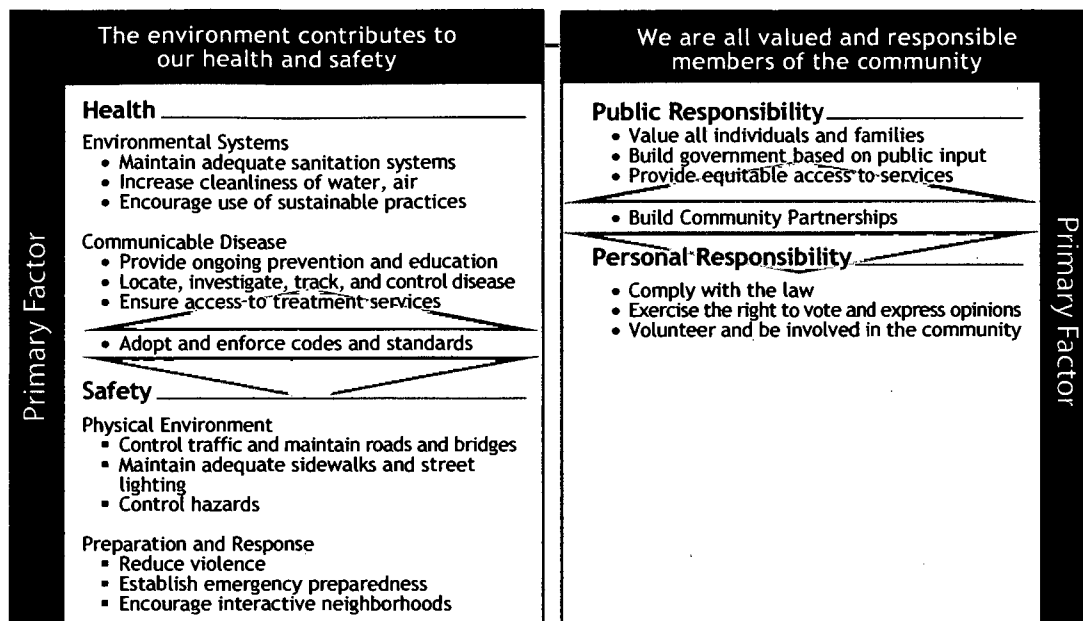 The environment contributes to
our health and safety
Primary Factor
Health
Environmental Systems
• Maintain adequate sanitation systems
• Increase cleanliness of water, air
• Encourage use of sustainable practices
Communicable Disease
• Provide ongoing prevention and education
• Locate, investigate, track, and control disease
• Ensure access to treatment services
• Adopt and enforce codes and standards
Safety
Physical Environment
▪ Control traffic and maintain roads and bridges
▪ Maintain adequate sidewalks and street
lighting
▪ Control hazards
Preparation and Response
▪ Reduce violence
▪ Establish emergency preparedness
▪ Encourage interactive neighborhoods
We are all valued and responsible
members of the community
Public Responsibility
• Value all individuals and families
• Build government based on public input
• Provide equitable access to services
• Build Community Partnerships
Personal Responsibility
• Comply with the law
• Exercise the right to vote and express opinions
• Volunteer and be involved in the community
Primary Factor